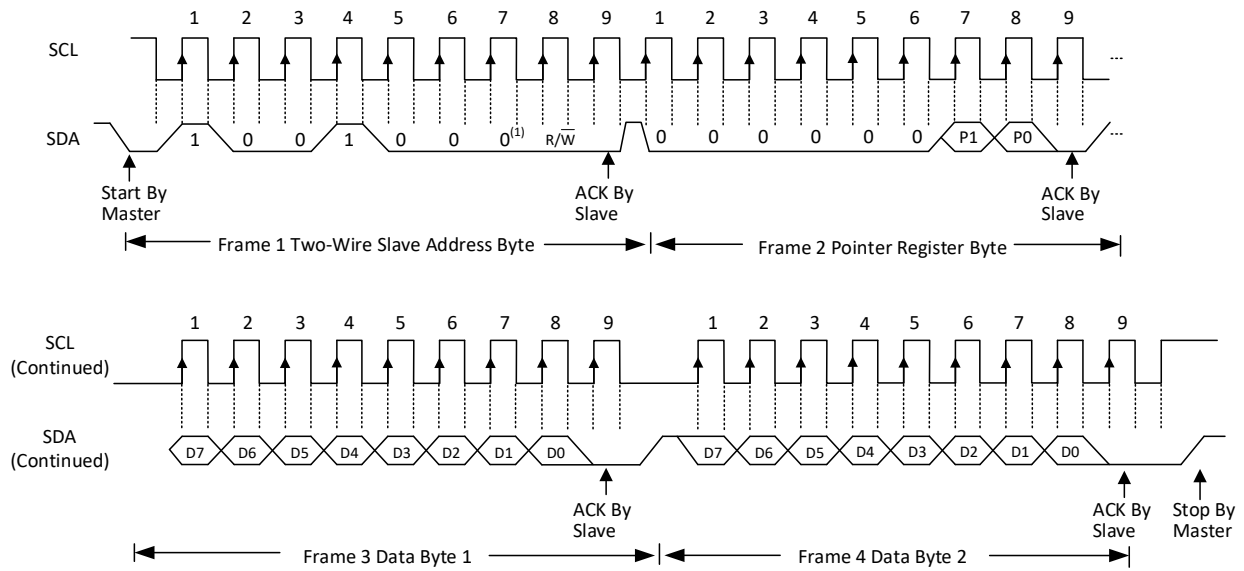 1 2 3 4 5 6 7 8 9 1 2 3 4 5 6 7 8 9
SCL
...
SDA
1 0 0 1 0 0 0(1) R/W̅ 0 0 0 0 0 0 P1 P0
...
Start By
Master
ACK By
Slave
ACK By
Slave
Frame 1 Two-Wire Slave Address Byte
Frame 2 Pointer Register Byte
1 2 3 4 5 6 7 8 9 1 2 3 4 5 6 7 8 9
SCL
(Continued)
SDA
(Continued)
D7 D6 D5 D4 D3 D2 D1 D0 D7 D6 D5 D4 D3 D2 D1 D0
ACK By
Slave
ACK By
Slave
Stop By
Master
Frame 3 Data Byte 1
Frame 4 Data Byte 2